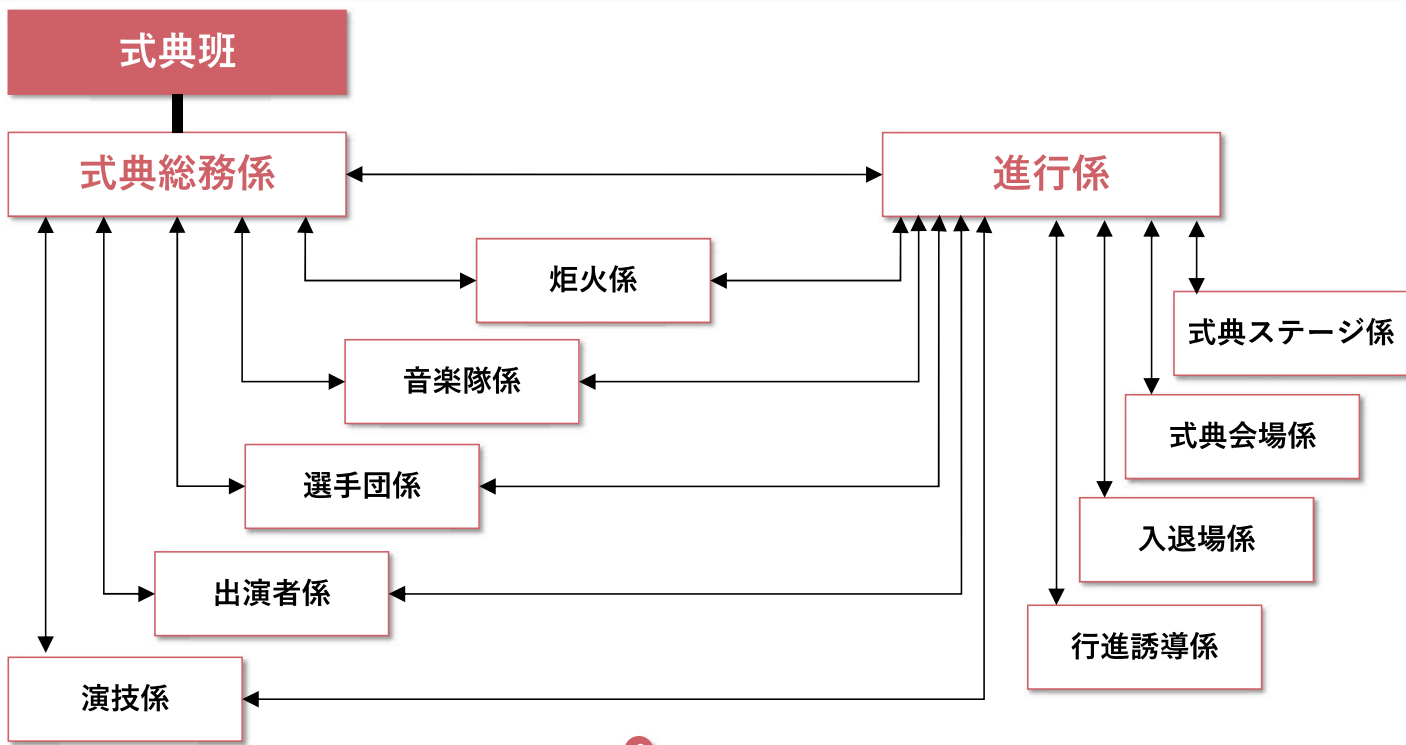 式典班
式典総務係
進行係
炬火係
式典ステージ係
音楽隊係
式典会場係
選手団係
入退場係
出演者係
行進誘導係
演技係